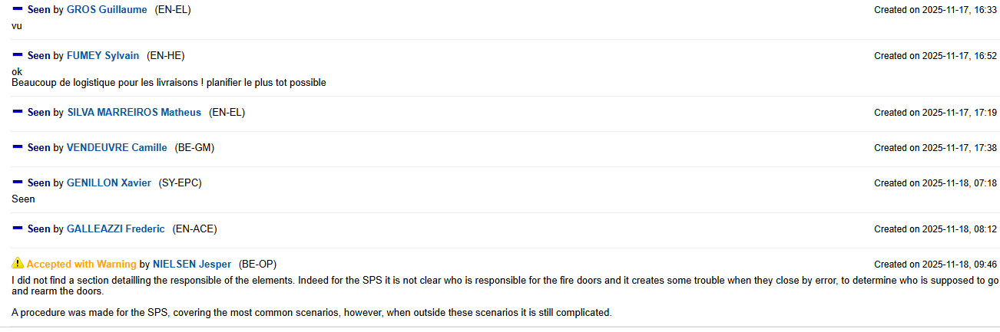 Seen by GROS Guillaume (EN-EL) Created on 2025-11-17, 16:33
vu
Seen by FUMEY Sylvain (EN-HE) Created on 2025-11-17, 16:52
ok
Beaucoup de logistique pour les livraisons ! planifier le plus tot possible
Seen by SILVA MARREIROS Matheus (EN-EL) Created on 2025-11-17, 17:19
Seen by VENDEUVRE Camille (BE-GM) Created on 2025-11-17, 17:38
Seen by GENILLON Xavier (SY-EPC) Created on 2025-11-18, 07:18
Seen
Seen by GALLEAZZI Frederic (EN-ACE) Created on 2025-11-18, 08:12
Accepted with Warning by NIELSEN Jesper (BE-OP) Created on 2025-11-18, 09:46
I did not find a section detailling the responsible of the elements. Indeed for the SPS it is not clear who is responsible for the fire doors and it creates some trouble when they close by error, to determine who is supposed to go
and rearm the doors.
A procedure was made for the SPS, covering the most common scenarios, however, when outside these scenarios it is still complicated.